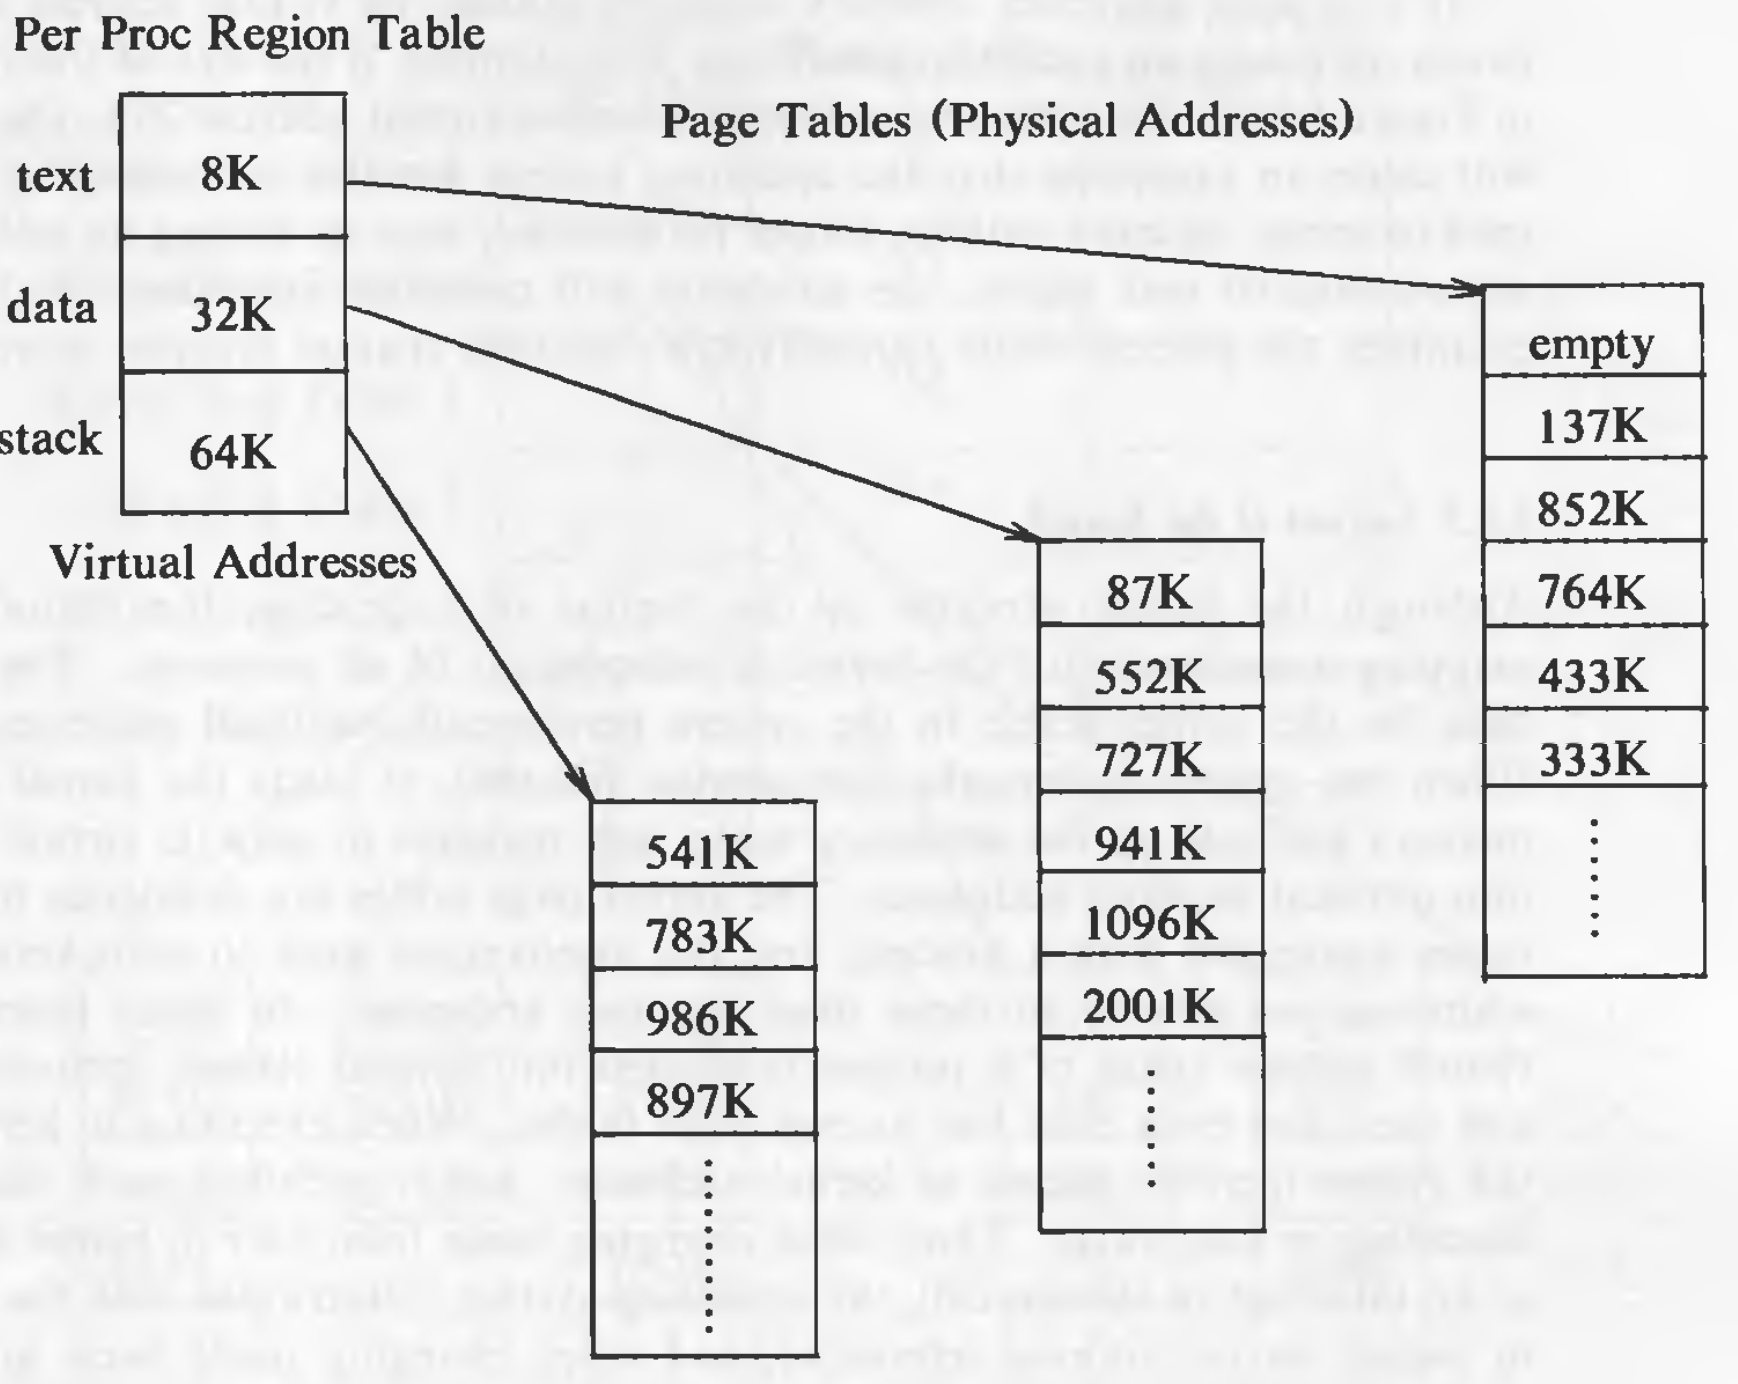 Per Proc Region Table
Page Tables (Physical Addresses)
text 8K
data 32K
stack 64K
Virtual Addresses
empty
137K
852K
764K
433K
333K
87K
552K
727K
941K
1096K
2001K
541K
783K
986K
897K